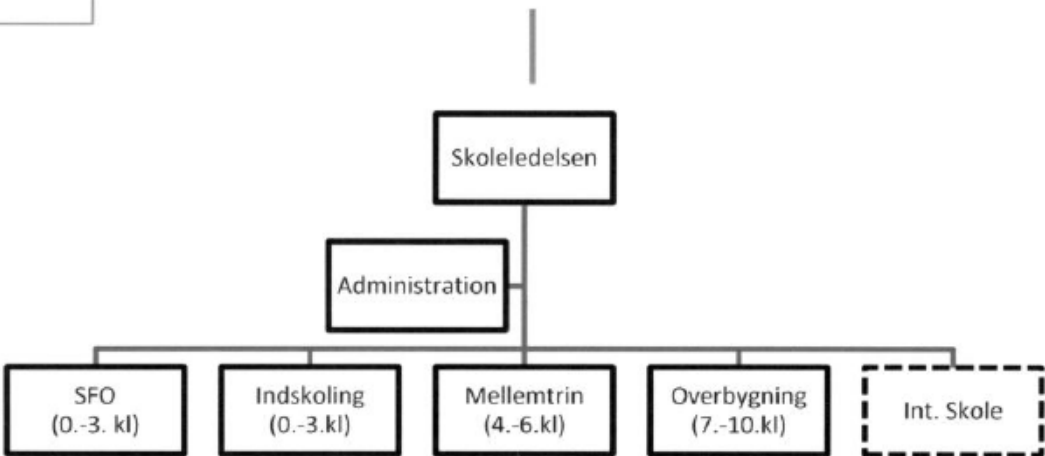 Skoleledelsen
Administration
SFO
(0.-3. kl)
Indskoling
(0.-3.kl)
Mellemtrin
(4.-6.kl)
Overbygning
(7.-10.kl)
Int. Skole